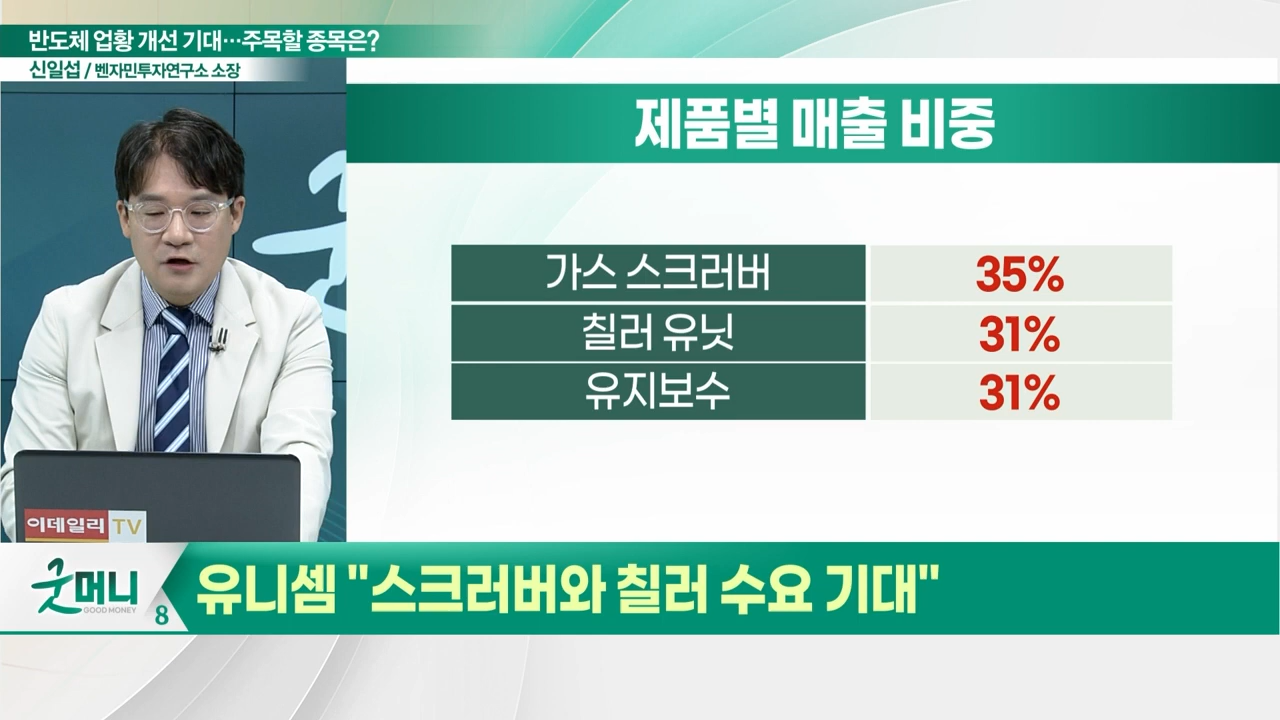 반도체 업황 개선 기대…주목할 종목은?
신일섭 / 벤자민투자연구소 소장
제품별 매출 비중
가스 스크러버 35%
칠러 유닛 31%
유지보수 31%
이데일리 TV
굿머니
GOOD MONEY
8
유니셈 "스크러버와 칠러 수요 기대"